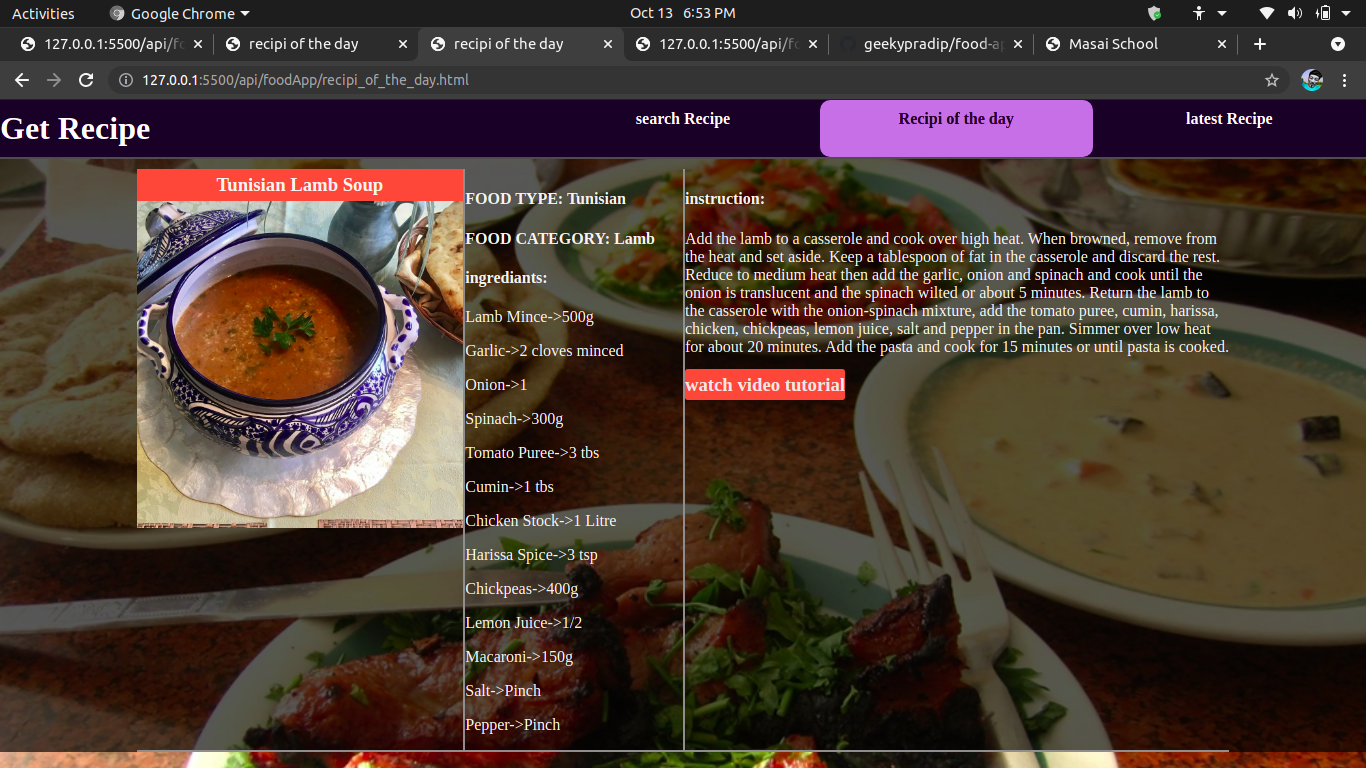 Activities
Google Chrome
Oct 13 6:53 PM
127.0.0.1:5500/api/fo
recipi of the day
recipi of the day
127.0.0.1:5500/api/fo
geekypradip/food-ap
Masai School
127.0.0.1:5500/api/foodApp/recipi_of_the_day.html
Get Recipe
search Recipe
Recipi of the day
latest Recipe
Tunisian Lamb Soup
FOOD TYPE: Tunisian
FOOD CATEGORY: Lamb
ingrediants:
Lamb Mince->500g
Garlic->2 cloves minced
Onion->1
Spinach->300g
Tomato Puree->3 tbs
Cumin->1 tbs
Chicken Stock->1 Litre
Harissa Spice->3 tsp
Chickpeas->400g
Lemon Juice->1/2
Macaroni->150g
Salt->Pinch
Pepper->Pinch
instruction:
Add the lamb to a casserole and cook over high heat. When browned, remove from
the heat and set aside. Keep a tablespoon of fat in the casserole and discard the rest.
Reduce to medium heat then add the garlic, onion and spinach and cook until the
onion is translucent and the spinach wilted or about 5 minutes. Return the lamb to
the casserole with the onion-spinach mixture, add the tomato puree, cumin, harissa,
chicken, chickpeas, lemon juice, salt and pepper in the pan. Simmer over low heat
for about 20 minutes. Add the pasta and cook for 15 minutes or until pasta is cooked.
watch video tutorial